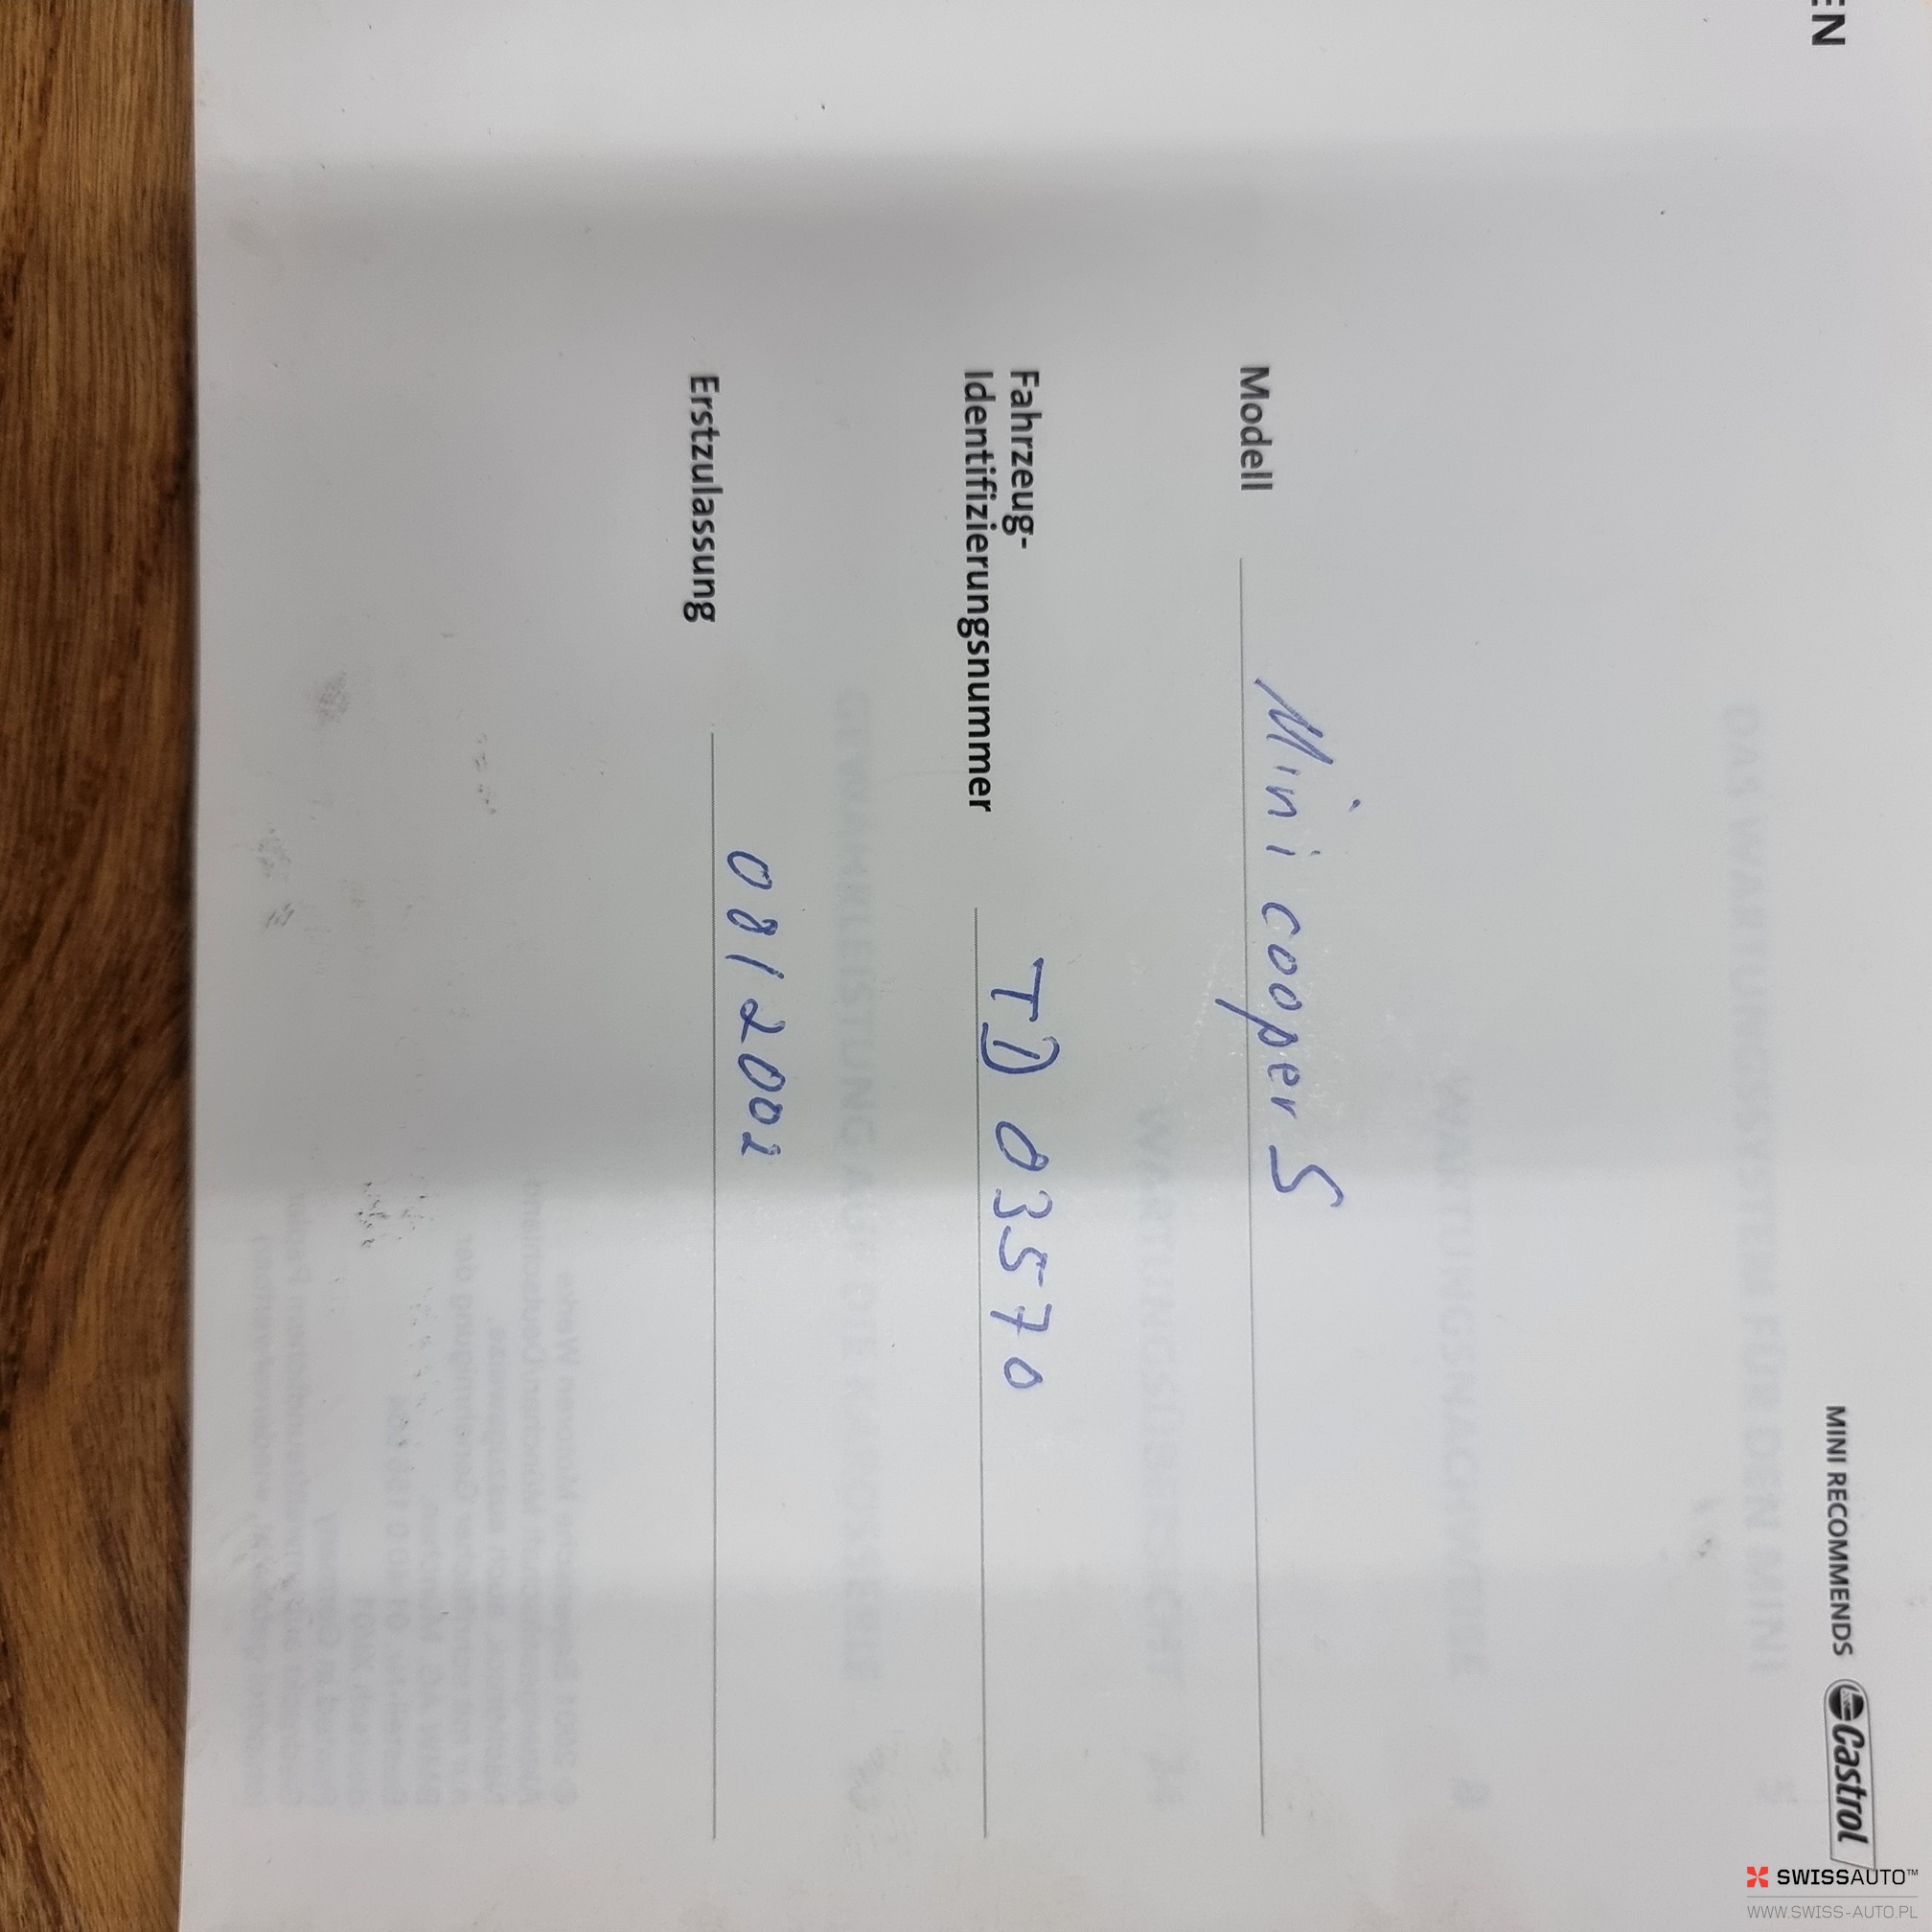 EN
MINI RECOMMENDS Castrol
Modell Mini cooper S
Fahrzeug-
Identifizierungsnummer TD 03570
Erstzulassung 08/2002
SWISSAUTO™
WWW.SWISS-AUTO.PL